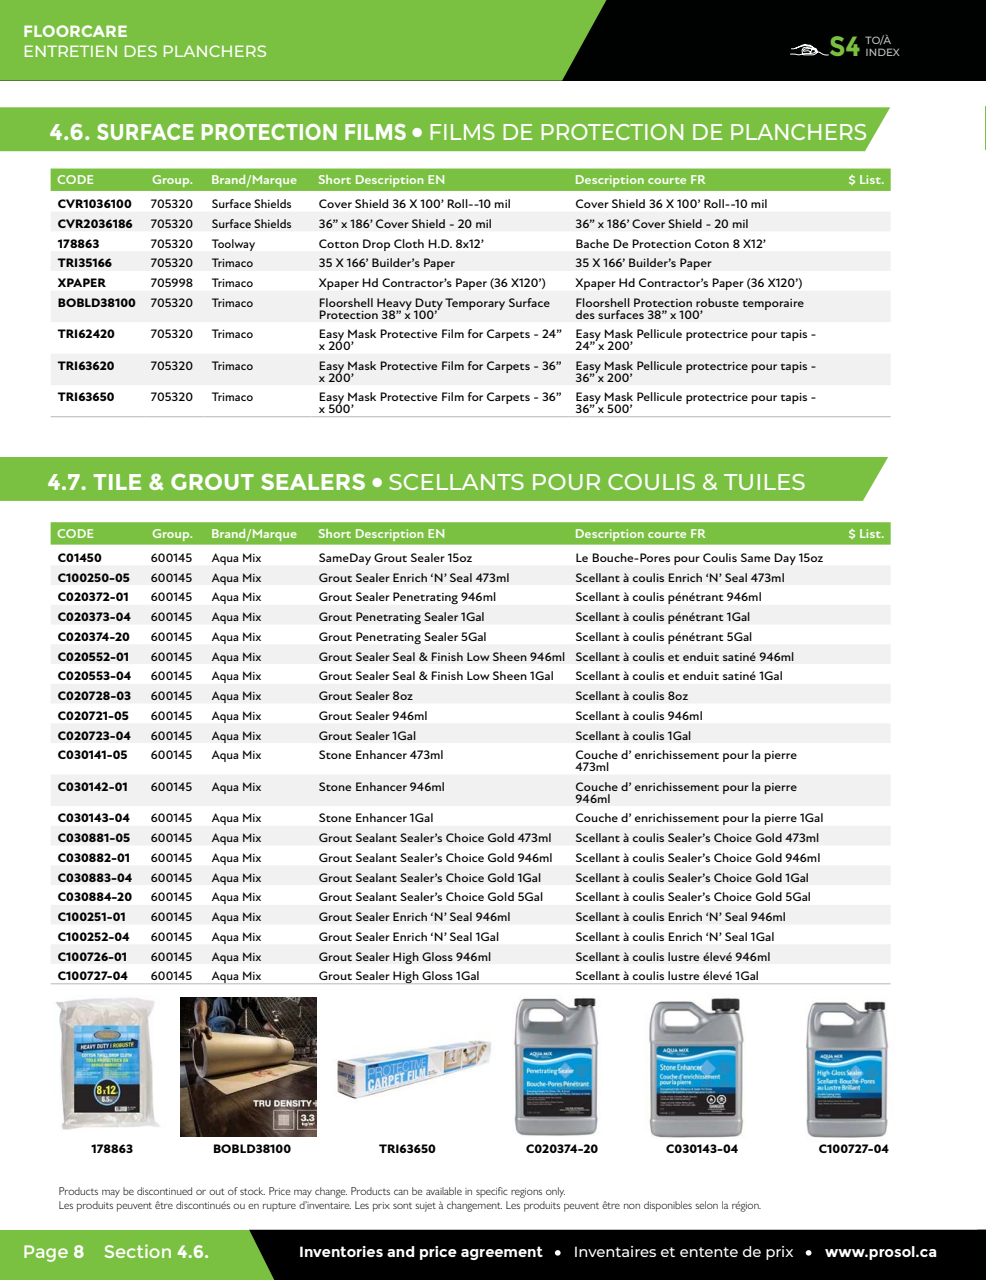 FLOORCARE
ENTRETIEN DES PLANCHERS
S4 TO/À INDEX
4.6. SURFACE PROTECTION FILMS • FILMS DE PROTECTION DE PLANCHERS
CODE Group. Brand/Marque Short Description EN Description courte FR $ List.
CVR1036100 705320 Surface Shields Cover Shield 36 X 100’ Roll--10 mil Cover Shield 36 X 100’ Roll--10 mil
CVR2036186 705320 Surface Shields 36” x 186’ Cover Shield - 20 mil 36” x 186’ Cover Shield - 20 mil
178863 705320 Toolway Cotton Drop Cloth H.D. 8x12’ Bache De Protection Coton 8 X12’
TRI35166 705320 Trimaco 35 X 166’ Builder’s Paper 35 X 166’ Builder’s Paper
XPAPER 705998 Trimaco Xpaper Hd Contractor’s Paper (36 X120’) Xpaper Hd Contractor’s Paper (36 X120’)
BOBLD38100 705320 Trimaco Floorshell Heavy Duty Temporary Surface Floorshell Protection robuste temporaire
Protection 38” x 100’ des surfaces 38” x 100’
TRI62420 705320 Trimaco Easy Mask Protective Film for Carpets - 24” Easy Mask Pellicule protectrice pour tapis -
x 200’ 24” x 200’
TRI63620 705320 Trimaco Easy Mask Protective Film for Carpets - 36” Easy Mask Pellicule protectrice pour tapis -
x 200’ 36” x 200’
TRI63650 705320 Trimaco Easy Mask Protective Film for Carpets - 36” Easy Mask Pellicule protectrice pour tapis -
x 500’ 36” x 500’
4.7. TILE & GROUT SEALERS • SCELLANTS POUR COULIS & TUILES
CODE Group. Brand/Marque Short Description EN Description courte FR $ List.
C01450 600145 Aqua Mix SameDay Grout Sealer 15oz Le Bouche-Pores pour Coulis Same Day 15oz
C100250-05 600145 Aqua Mix Grout Sealer Enrich ‘N’ Seal 473ml Scellant à coulis Enrich ‘N’ Seal 473ml
C020372-01 600145 Aqua Mix Grout Sealer Penetrating 946ml Scellant à coulis pénétrant 946ml
C020373-04 600145 Aqua Mix Grout Penetrating Sealer 1Gal Scellant à coulis pénétrant 1Gal
C020374-20 600145 Aqua Mix Grout Penetrating Sealer 5Gal Scellant à coulis pénétrant 5Gal
C020552-01 600145 Aqua Mix Grout Sealer Seal & Finish Low Sheen 946ml Scellant à coulis et enduit satiné 946ml
C020553-04 600145 Aqua Mix Grout Sealer Seal & Finish Low Sheen 1Gal Scellant à coulis et enduit satiné 1Gal
C020728-03 600145 Aqua Mix Grout Sealer 8oz Scellant à coulis 8oz
C020721-05 600145 Aqua Mix Grout Sealer 946ml Scellant à coulis 946ml
C020723-04 600145 Aqua Mix Grout Sealer 1Gal Scellant à coulis 1Gal
C030141-05 600145 Aqua Mix Stone Enhancer 473ml Couche d’ enrichissement pour la pierre
473ml
C030142-01 600145 Aqua Mix Stone Enhancer 946ml Couche d’ enrichissement pour la pierre
946ml
C030143-04 600145 Aqua Mix Stone Enhancer 1Gal Couche d’ enrichissement pour la pierre 1Gal
C030881-05 600145 Aqua Mix Grout Sealant Sealer’s Choice Gold 473ml Scellant à coulis Sealer’s Choice Gold 473ml
C030882-01 600145 Aqua Mix Grout Sealant Sealer’s Choice Gold 946ml Scellant à coulis Sealer’s Choice Gold 946ml
C030883-04 600145 Aqua Mix Grout Sealant Sealer’s Choice Gold 1Gal Scellant à coulis Sealer’s Choice Gold 1Gal
C030884-20 600145 Aqua Mix Grout Sealant Sealer’s Choice Gold 5Gal Scellant à coulis Sealer’s Choice Gold 5Gal
C100251-01 600145 Aqua Mix Grout Sealer Enrich ‘N’ Seal 946ml Scellant à coulis Enrich ‘N’ Seal 946ml
C100252-04 600145 Aqua Mix Grout Sealer Enrich ‘N’ Seal 1Gal Scellant à coulis Enrich ‘N’ Seal 1Gal
C100726-01 600145 Aqua Mix Grout Sealer High Gloss 946ml Scellant à coulis lustre élevé 946ml
C100727-04 600145 Aqua Mix Grout Sealer High Gloss 1Gal Scellant à coulis lustre élevé 1Gal
HEAVY DUTY | ROBUSTE
8x12
TRU DENSITY+
3.3
PROTECTIVE
CARPET FILM
AQUA MIX
Penetrating Sealer
Bouche-Pores Pénétrant
AQUA MIX
Stone Enhancer
Couche d'enrichissement
pour la pierre
AQUA MIX
High-Gloss Sealer
Scellant-Bouche-Pores
au Lustre Brillant
178863 BOBLD38100 TRI63650 C020374-20 C030143-04 C100727-04
Products may be discontinued or out of stock. Price may change. Products can be available in specific regions only.
Les produits peuvent être discontinués ou en rupture d’inventaire. Les prix sont sujet à changement. Les produits peuvent être non disponibles selon la région.
Page 8 Section 4.6. Inventories and price agreement • Inventaires et entente de prix • www.prosol.ca